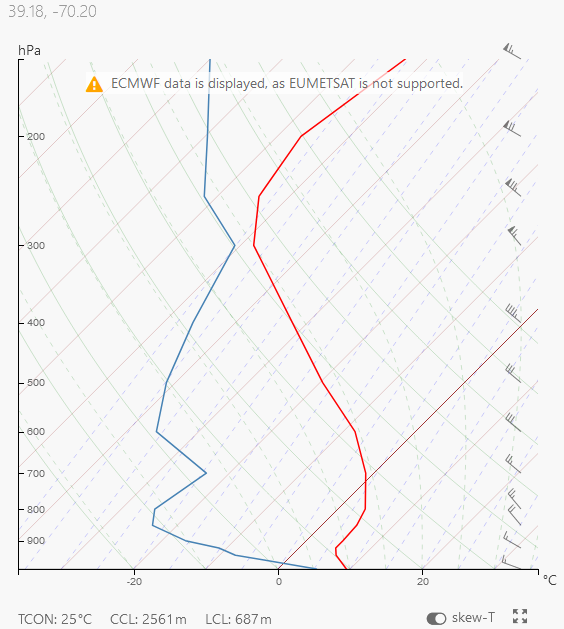 39.18, -70.20
hPa
ECMWF data is displayed, as EUMETSAT is not supported.
200
300
400
500
600
700
800
900
-20 0 20 °C
TCON: 25°C CCL: 2561m LCL: 687m skew-T